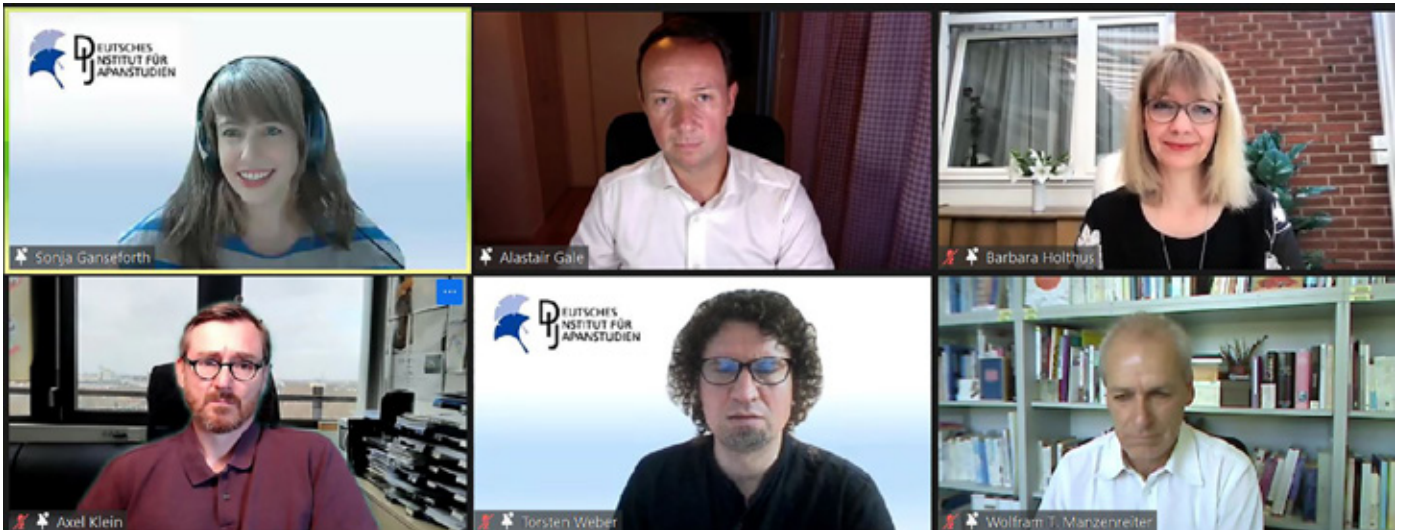 DEUTSCHES
INSTITUT FÜR
JAPANSTUDIEN
Sonja Ganseforth
Alastair Gale
Barbara Holthus
Axel Klein
DEUTSCHES
INSTITUT FÜR
JAPANSTUDIEN
Torsten Weber
Wolfram T. Manzenreiter